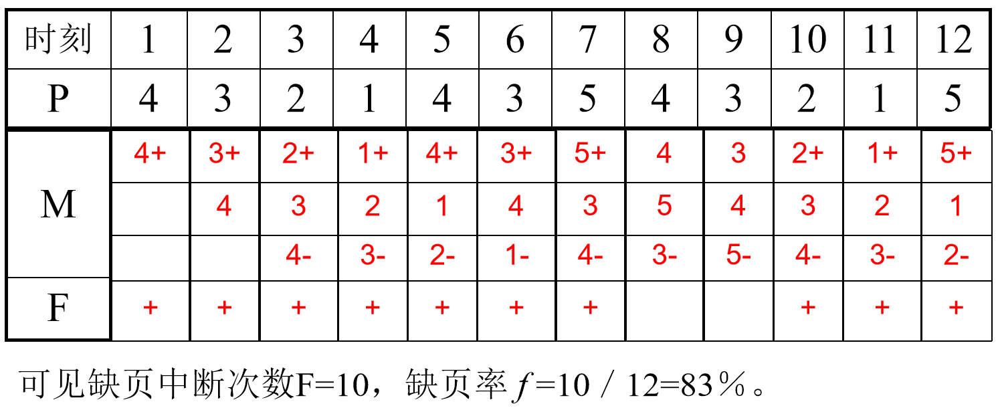 时刻 1 2 3 4 5 6 7 8 9 10 11 12
P 4 3 2 1 4 3 5 4 3 2 1 5
4+ 3+ 2+ 1+ 4+ 3+ 5+ 4 3 2+ 1+ 5+
M 4 3 2 1 4 3 5 4 3 2 1
4- 3- 2- 1- 4- 3- 5- 4- 3- 2-
F + + + + + + + + + +
可见缺页中断次数F=10，缺页率 f =10／12=83％。